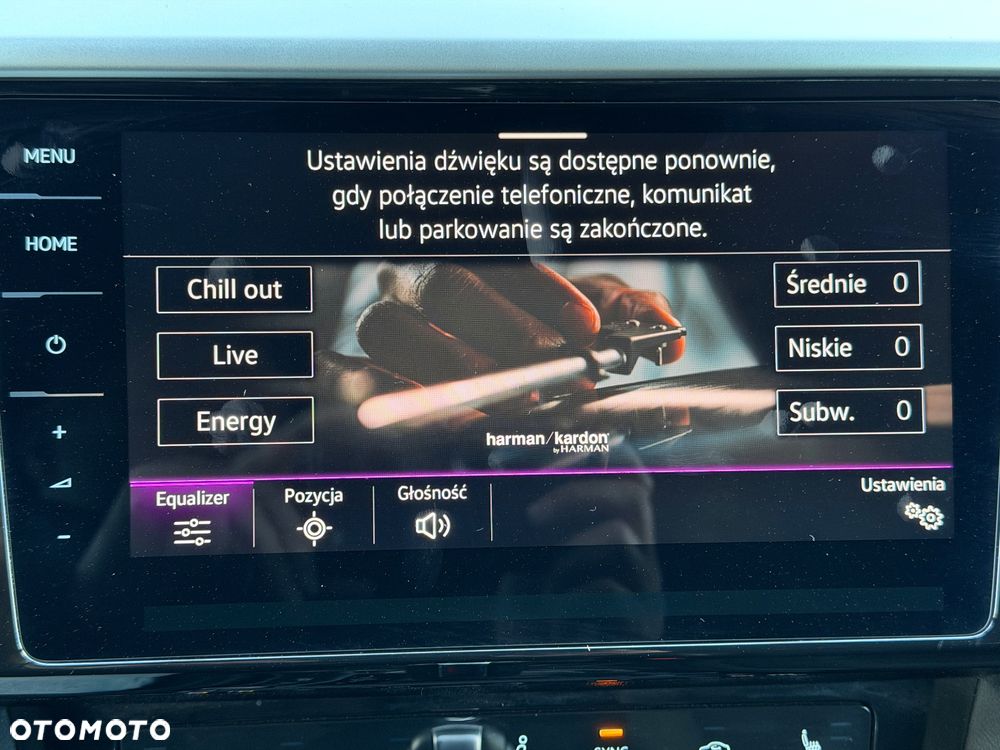 MENU
HOME
+
-
Ustawienia dźwięku są dostępne ponownie,
gdy połączenie telefoniczne, komunikat
lub parkowanie są zakończone.
Chill out
Live
Energy
Średnie 0
Niskie 0
Subw. 0
harman/kardon
by HARMAN
Equalizer
Pozycja
Głośność
Ustawienia
OTOMOTO
SYNC